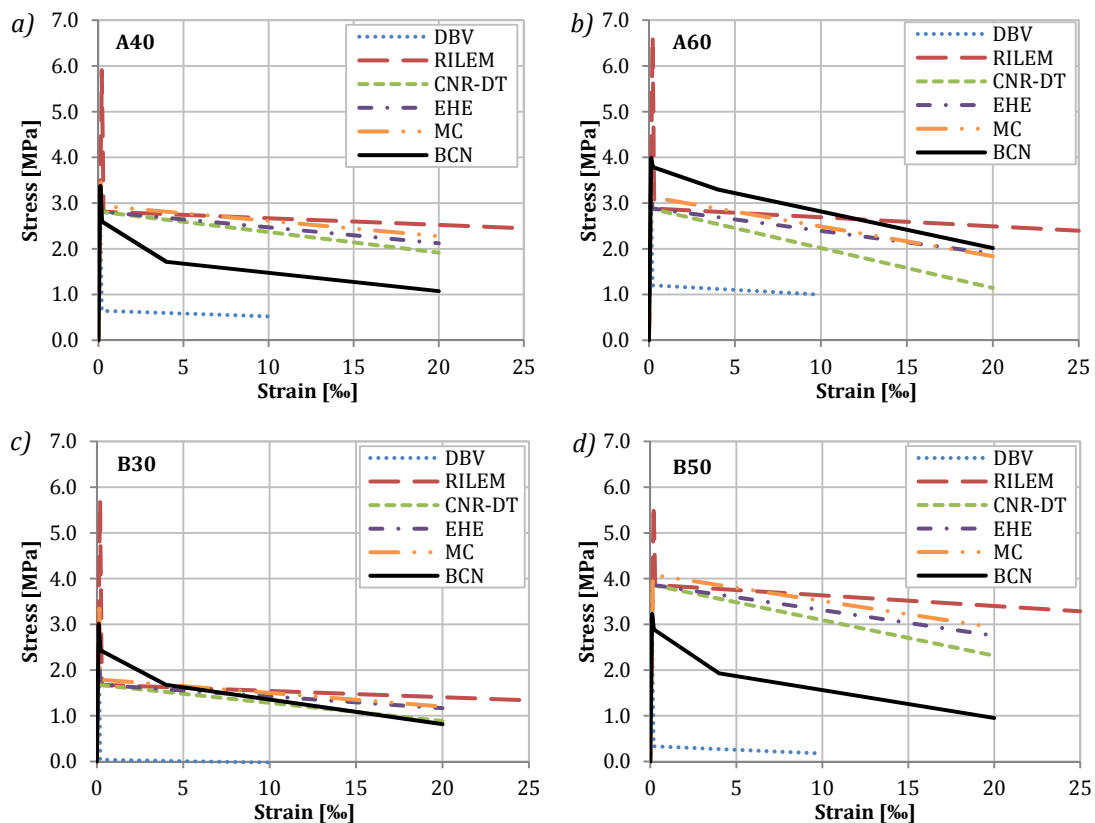 a)
A40
Stress [MPa]
7.0
6.0
5.0
4.0
3.0
2.0
1.0
0.0
0
5
10
15
20
25
Strain [‰]
DBV
RILEM
CNR-DT
EHE
MC
BCN
b)
A60
Stress [MPa]
7.0
6.0
5.0
4.0
3.0
2.0
1.0
0.0
0
5
10
15
20
25
Strain [‰]
DBV
RILEM
CNR-DT
EHE
MC
BCN
c)
B30
Stress [MPa]
7.0
6.0
5.0
4.0
3.0
2.0
1.0
0.0
0
5
10
15
20
25
Strain [‰]
DBV
RILEM
CNR-DT
EHE
MC
BCN
d)
B50
Stress [MPa]
7.0
6.0
5.0
4.0
3.0
2.0
1.0
0.0
0
5
10
15
20
25
Strain [‰]
DBV
RILEM
CNR-DT
EHE
MC
BCN